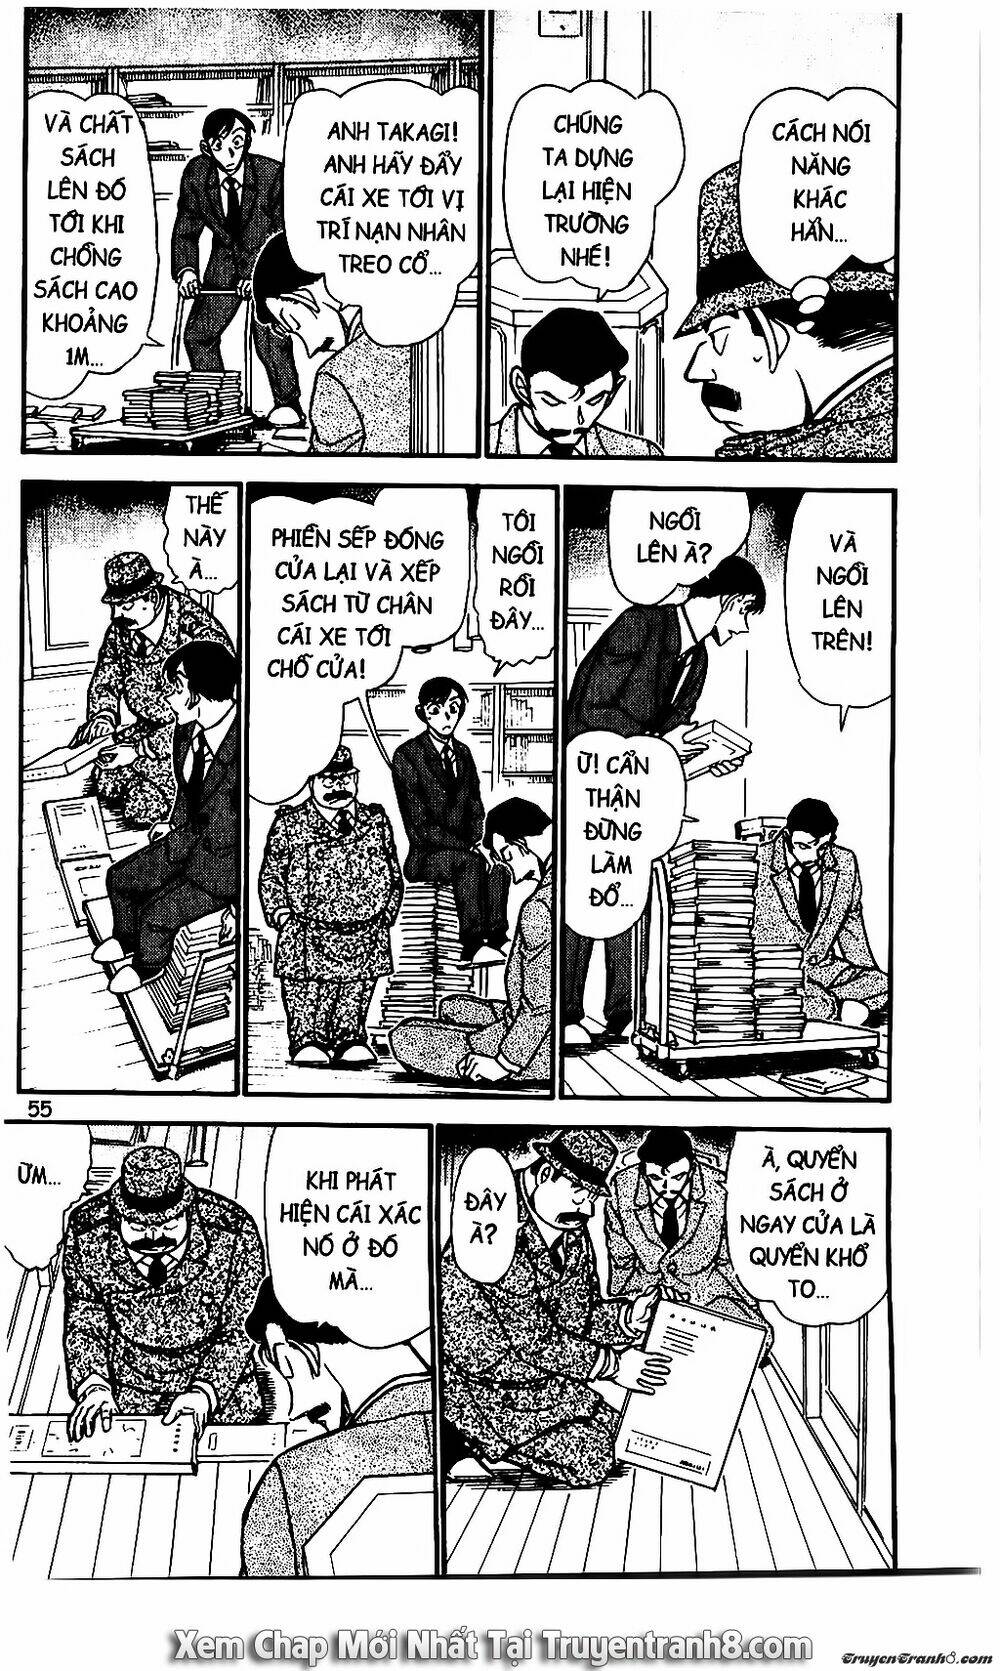 CÁCH NÓI
NĂNG
KHÁC
HẲN...
CHÚNG
TA DỰNG
LẠI HIỆN
TRƯỜNG
NHÉ!
ANH TAKAGI!
ANH HÃY ĐẨY
CÁI XE TỚI VỊ
TRÍ NẠN NHÂN
TREO CỔ...
VÀ CHẤT
SÁCH
LÊN ĐÓ
TỚI KHI
CHỒNG
SÁCH CAO
KHOẢNG
1M...
VÀ
NGỒI
LÊN
TRÊN!
NGỒI
LÊN À?
Ừ! CẨN
THẬN
ĐỪNG
LÀM
ĐỔ...
TÔI
NGỒI
RỒI
ĐÂY...
PHIỀN SẾP ĐÓNG
CỬA LẠI VÀ XẾP
SÁCH TỪ CHÂN
CÁI XE TỚI
CHỖ CỬA!
THẾ
NÀY
À...
55
À, QUYỂN
SÁCH Ở
NGAY CỬA LÀ
QUYỂN KHỔ
TO...
ĐÂY
À?
KHI PHÁT
HIỆN CÁI XÁC
NÓ Ở ĐÓ
MÀ...
ỪM...
Xem Chap Mới Nhất Tại Truyentranh8.com
TruyenTranh8.com